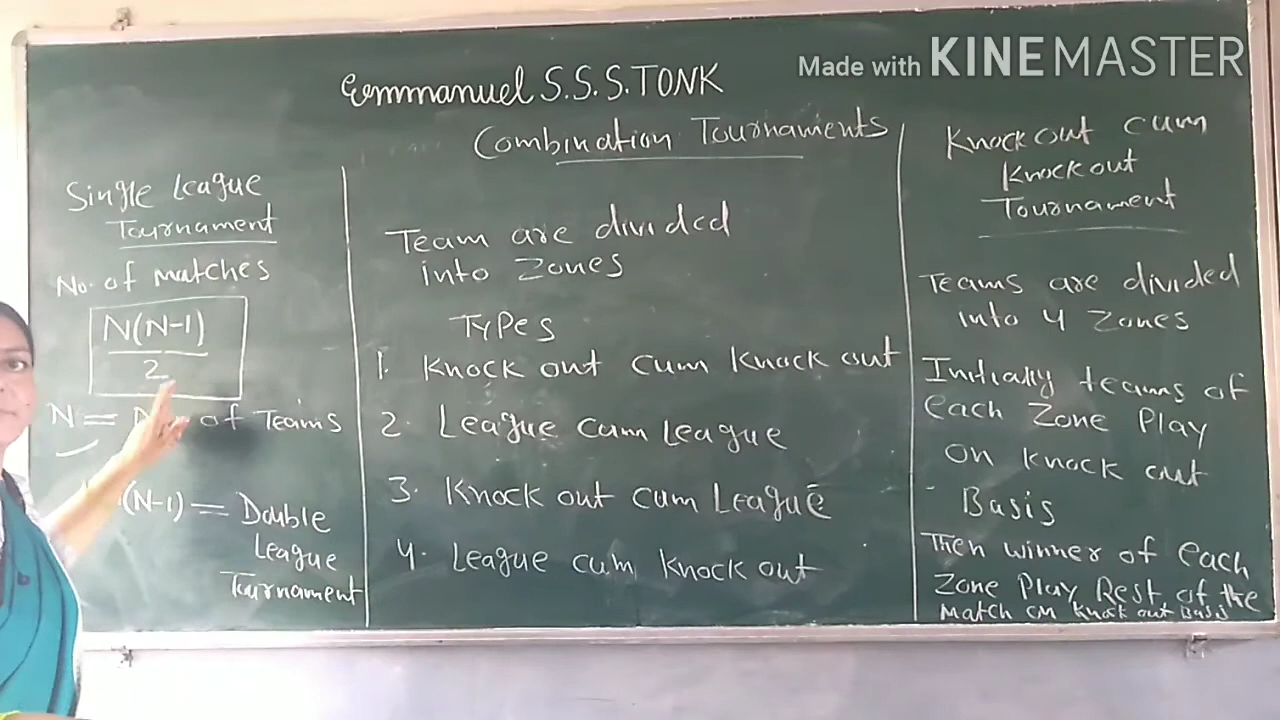 Made with KINEMASTER
Emmanuel S.S.S. TONK
Combination Tournaments
Single League
Tournament
No. of matches
N(N-1)
2
N = of Teams
(N-1) = Double
League
Tournament
Team are divided
into Zones
Types
1. Knock out cum Knock out
2. League cum League
3. Knock out cum League
4. League cum Knock out
Knock out cum
Knock out
Tournament
Teams are divided
into 4 Zones
Initially teams of
each Zone Play
on Knock out
Basis
Then winner of each
Zone Play Rest of the
Match on Knock out Basis